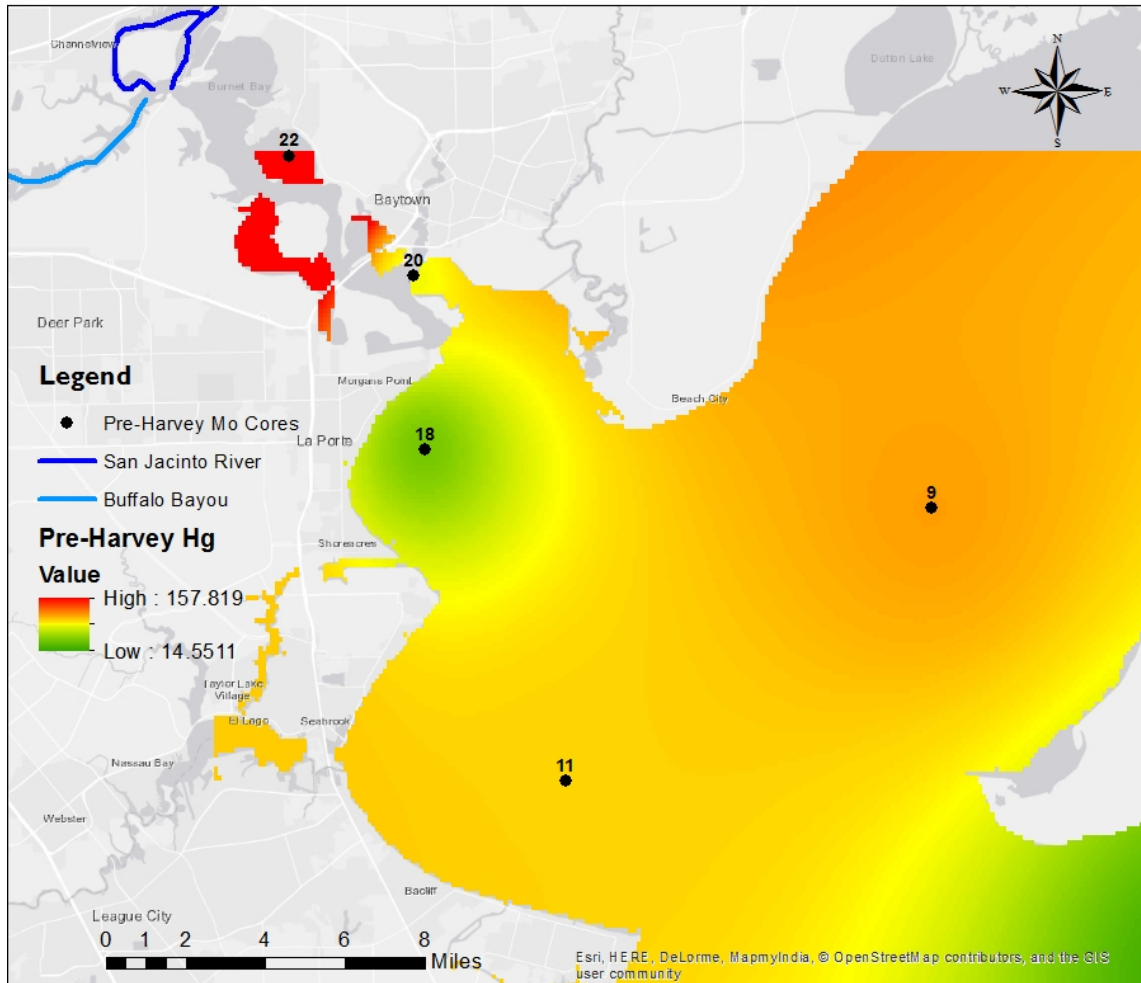 Channelview
Burnet Bay
Dutton Lake
N
W
E
S
22
Baytown
20
Deer Park
Legend
Morgans Point
Beach City
Pre-Harvey Mo Cores
La Porte
18
San Jacinto River
Buffalo Bayou
9
Pre-Harvey Hg
Shoreacres
Value
High : 157.819
Low : 14.5511
Taylor Lake
Village
El Lago
Seabrook
Nassau Bay
11
Webster
Bacliff
League City
0 1 2 4 6 8
Miles
Esri, HERE, DeLorme, MapmyIndia, © OpenStreetMap contributors, and the GIS
user community